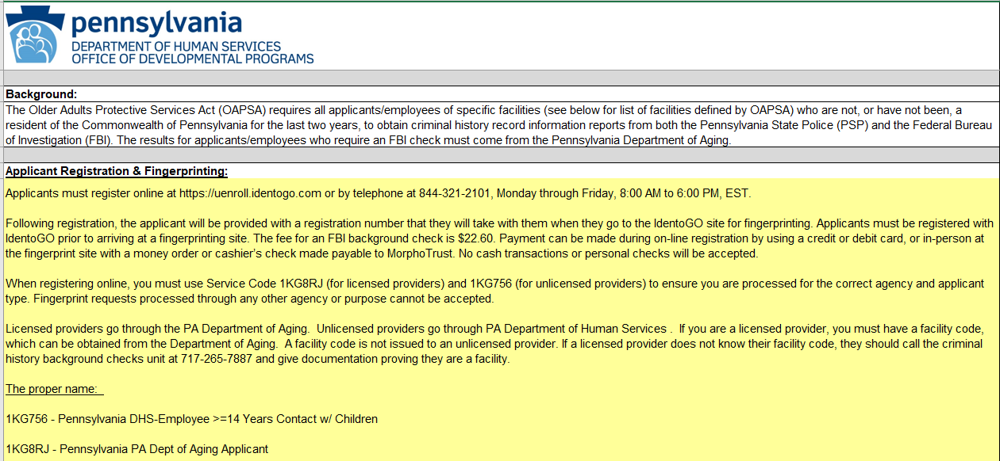 pennsylvania
DEPARTMENT OF HUMAN SERVICES
OFFICE OF DEVELOPMENTAL PROGRAMS
Background:
The Older Adults Protective Services Act (OAPSA) requires all applicants/employees of specific facilities (see below for list of facilities defined by OAPSA) who are not, or have not been, a
resident of the Commonwealth of Pennsylvania for the last two years, to obtain criminal history record information reports from both the Pennsylvania State Police (PSP) and the Federal Bureau
of Investigation (FBI). The results for applicants/employees who require an FBI check must come from the Pennsylvania Department of Aging.
Applicant Registration & Fingerprinting:
Applicants must register online at https://uenroll.identogo.com or by telephone at 844-321-2101, Monday through Friday, 8:00 AM to 6:00 PM, EST.
Following registration, the applicant will be provided with a registration number that they will take with them when they go to the IdentoGO site for fingerprinting. Applicants must be registered with
IdentoGO prior to arriving at a fingerprinting site. The fee for an FBI background check is $22.60. Payment can be made during on-line registration by using a credit or debit card, or in-person at
the fingerprint site with a money order or cashier's check made payable to MorphoTrust. No cash transactions or personal checks will be accepted.
When registering online, you must use Service Code 1KG8RJ (for licensed providers) and 1KG756 (for unlicensed providers) to ensure you are processed for the correct agency and applicant
type. Fingerprint requests processed through any other agency or purpose cannot be accepted.
Licensed providers go through the PA Department of Aging.  Unlicensed providers go through PA Department of Human Services .  If you are a licensed provider, you must have a facility code,
which can be obtained from the Department of Aging.  A facility code is not issued to an unlicensed provider. If a licensed provider does not know their facility code, they should call the criminal
history background checks unit at 717-265-7887 and give documentation proving they are a facility.
The proper name:
1KG756 - Pennsylvania DHS-Employee >=14 Years Contact w/ Children
1KG8RJ - Pennsylvania PA Dept of Aging Applicant